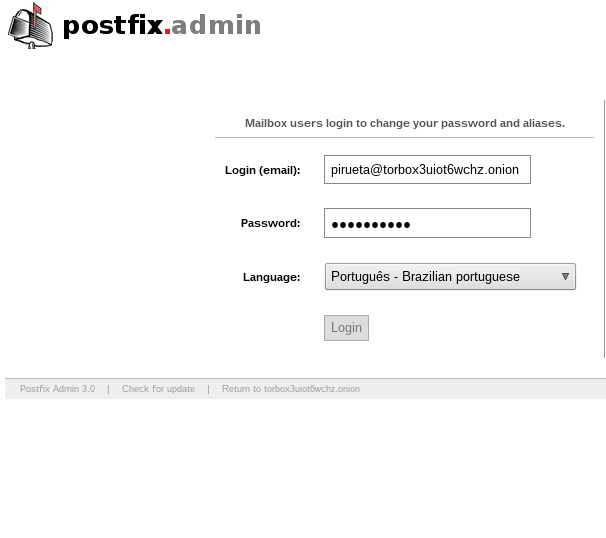 postfix.admin
Mailbox users login to change your password and aliases.
Login (email): pirueta@torbox3uiot6wchz.onion
Password: ●●●●●●●●●●
Language: Português - Brazilian portuguese
Login
Postfix Admin 3.0 | Check for update | Return to torbox3uiot6wchz.onion